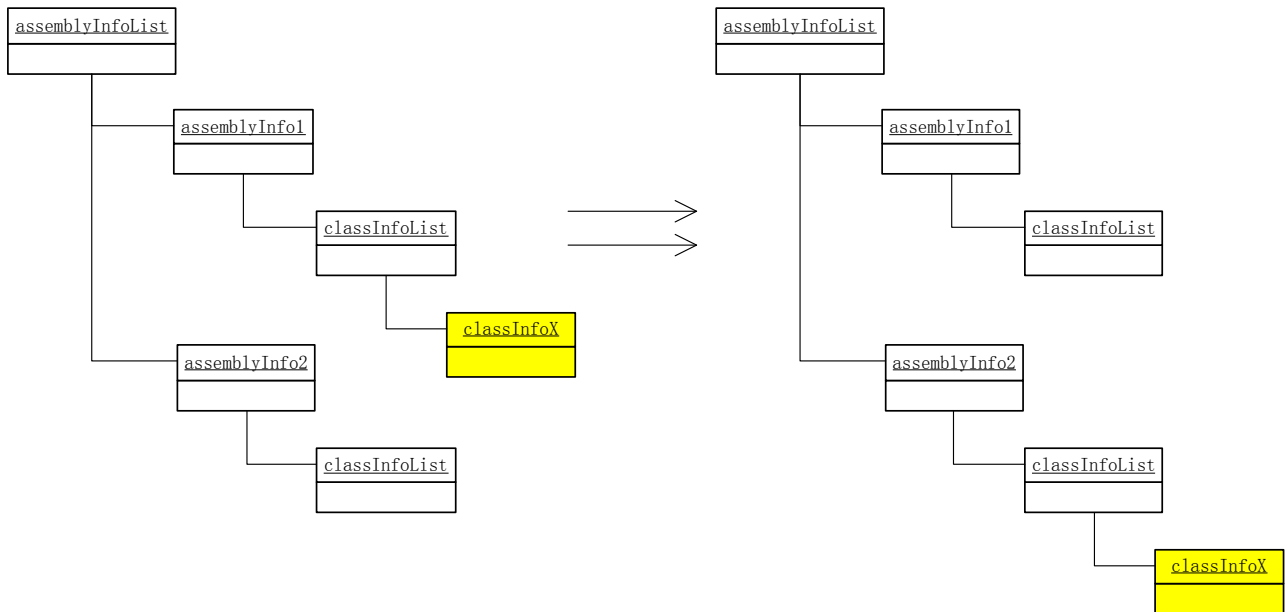 assemblyInfoList
assemblyInfo1
classInfoList
classInfoX
assemblyInfo2
classInfoList
assemblyInfoList
assemblyInfo1
classInfoList
assemblyInfo2
classInfoList
classInfoX